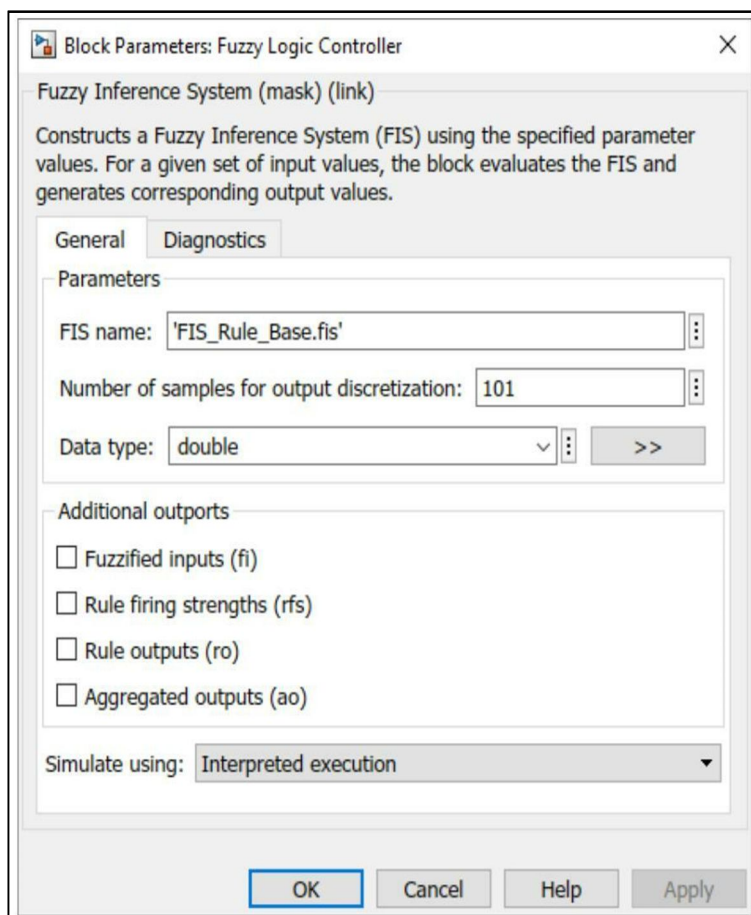 Block Parameters: Fuzzy Logic Controller
Fuzzy Inference System (mask) (link)
Constructs a Fuzzy Inference System (FIS) using the specified parameter
values. For a given set of input values, the block evaluates the FIS and
generates corresponding output values.
General Diagnostics
Parameters
FIS name: 'FIS_Rule_Base.fis'
Number of samples for output discretization: 101
Data type: double >>
Additional outports
Fuzzified inputs (fi)
Rule firing strengths (rfs)
Rule outputs (ro)
Aggregated outputs (ao)
Simulate using: Interpreted execution
OK Cancel Help Apply